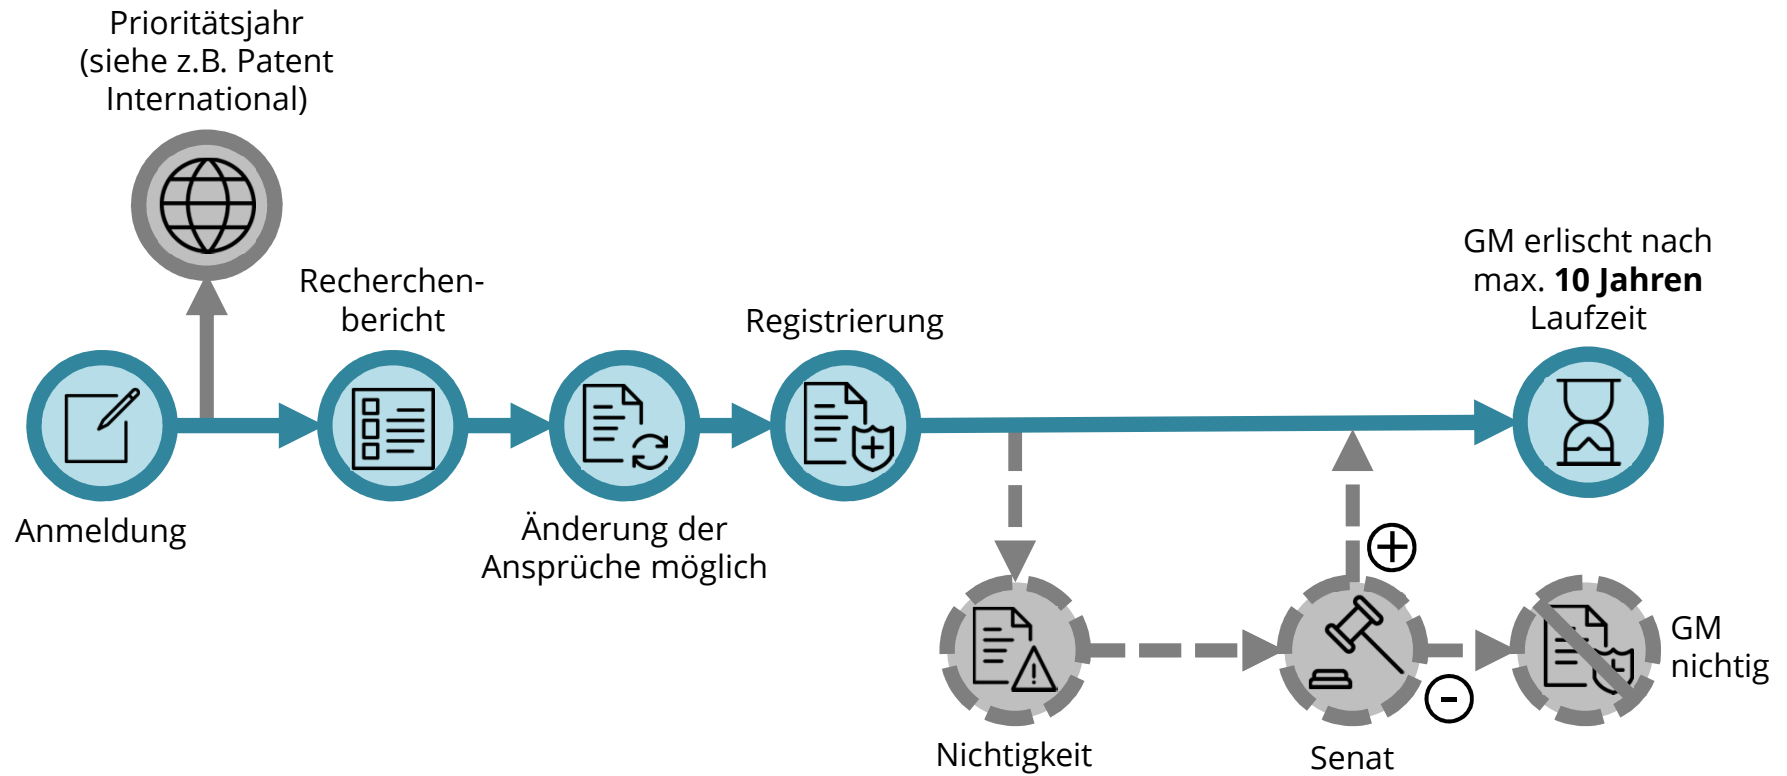 Prioritätsjahr
(siehe z.B. Patent
International)
Recherchen-
bericht
Registrierung
GM erlischt nach
max. 10 Jahren
Laufzeit
Anmeldung
Änderung der
Ansprüche möglich
+
-
GM
nichtig
Nichtigkeit
Senat